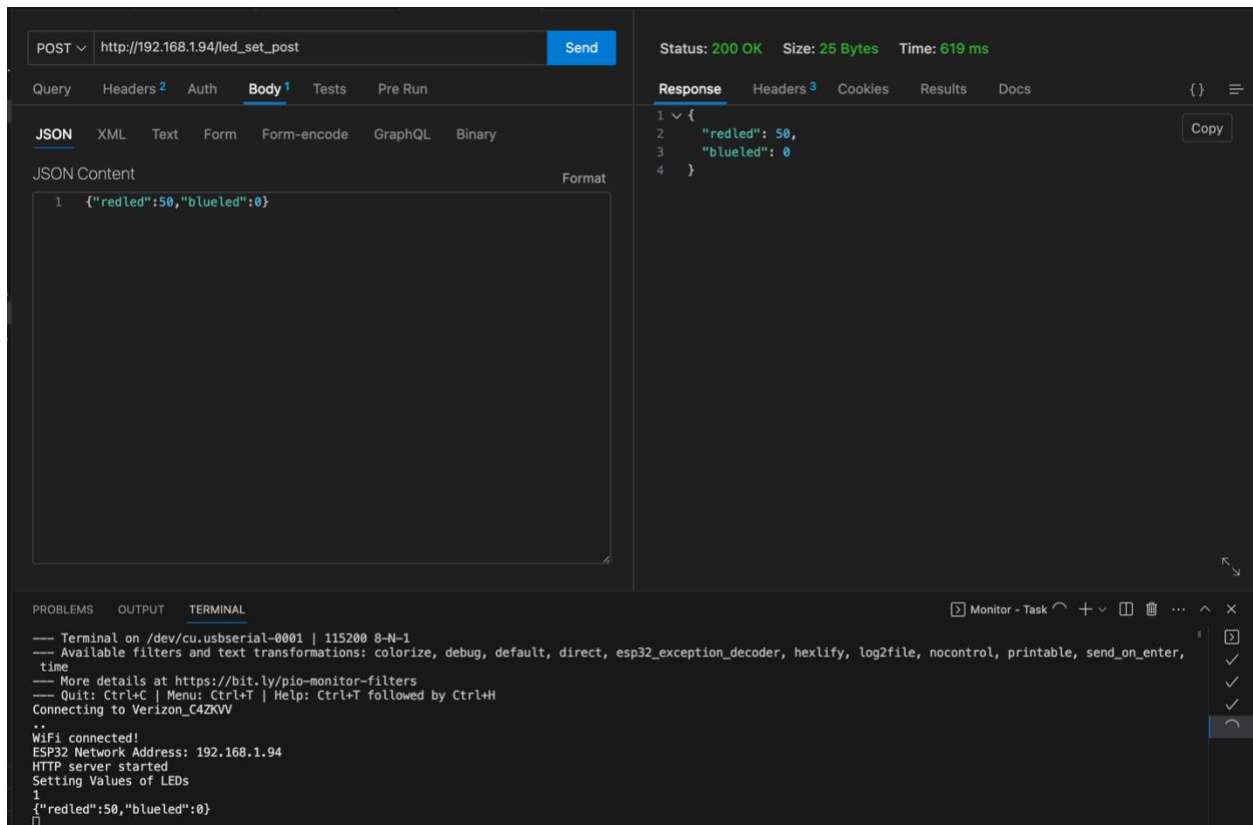 POST http://192.168.1.94/led_set_post Send
Query Headers 2 Auth Body 1 Tests Pre Run
JSON XML Text Form Form-encode GraphQL Binary
JSON Content
Format
1 {"redled":50,"blueled":0}
Status: 200 OK Size: 25 Bytes Time: 619 ms
Response Headers 3 Cookies Results Docs {}
Copy
1 {
2 "redled": 50,
3 "blueled": 0
4 }
PROBLEMS OUTPUT TERMINAL
Monitor - Task
--- Terminal on /dev/cu.usbserial-0001 | 115200 8-N-1
--- Available filters and text transformations: colorize, debug, default, direct, esp32_exception_decoder, hexlify, log2file, nocontrol, printable, send_on_enter,
time
--- More details at https://bit.ly/pio-monitor-filters
--- Quit: Ctrl+C | Menu: Ctrl+T | Help: Ctrl+T followed by Ctrl+H
Connecting to Verizon_C4ZKVV
..
WiFi connected!
ESP32 Network Address: 192.168.1.94
HTTP server started
Setting Values of LEDs
1
{"redled":50,"blueled":0}